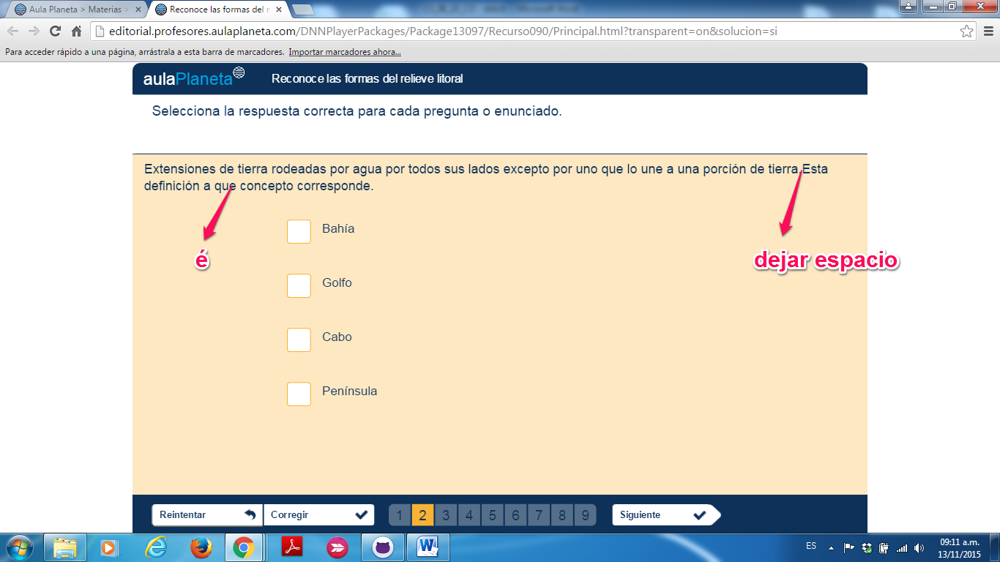 Aula Planeta > Materias >
Reconoce las formas del r
editorial.profesores.aulaplaneta.com/DNNPlayerPackages/Package13097/Recurso090/Principal.html?transparent=on&solucion=si
Para acceder rápido a una página, arrástrala a esta barra de marcadores. Importar marcadores ahora...
aulaPlaneta Reconoce las formas del relieve litoral
Selecciona la respuesta correcta para cada pregunta o enunciado.
Extensiones de tierra rodeadas por agua por todos sus lados excepto por uno que lo une a una porción de tierra.Esta
definición a que concepto corresponde.
é
dejar espacio
Bahía
Golfo
Cabo
Península
Reintentar Corregir 1 2 3 4 5 6 7 8 9 Siguiente
ES 09:11 a.m.
13/11/2015